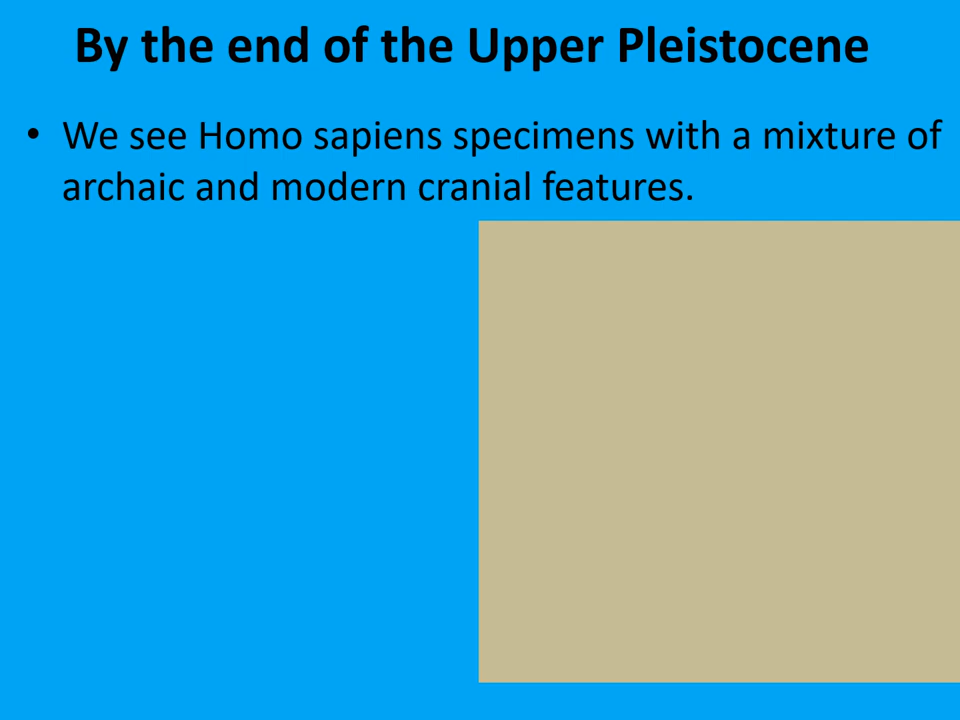 By the end of the Upper Pleistocene
• We see Homo sapiens specimens with a mixture of
archaic and modern cranial features.